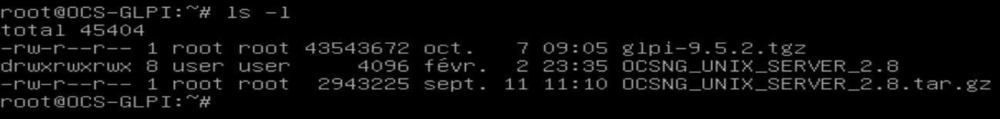 root@OCS-GLPI:~# ls -l
total 45404
-rw-r--r-- 1 root root 43543672 oct.   7 09:05 glpi-9.5.2.tgz
drwxrwxrwx 8 user user     4096 févr.  2 23:35 OCSNG_UNIX_SERVER_2.8
-rw-r--r-- 1 root root  2943225 sept. 11 11:10 OCSNG_UNIX_SERVER_2.8.tar.gz
root@OCS-GLPI:~#